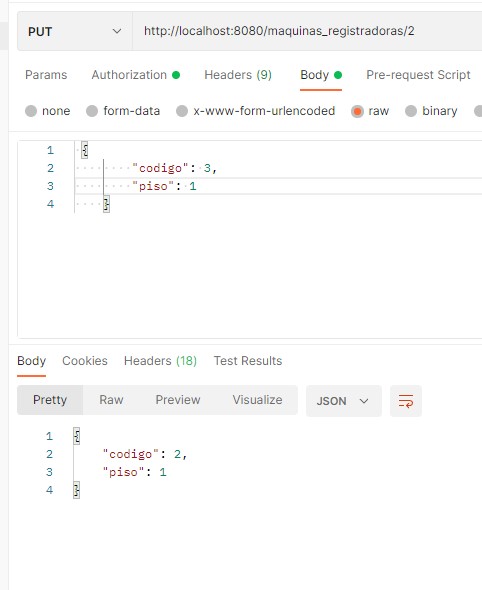 PUT http://localhost:8080/maquinas_registradoras/2
Params Authorization Headers (9) Body Pre-request Script
none form-data x-www-form-urlencoded raw binary
1 {
2 "codigo": 3,
3 "piso": 1
4 }
Body Cookies Headers (18) Test Results
Pretty Raw Preview Visualize JSON
1 {
2 "codigo": 2,
3 "piso": 1
4 }